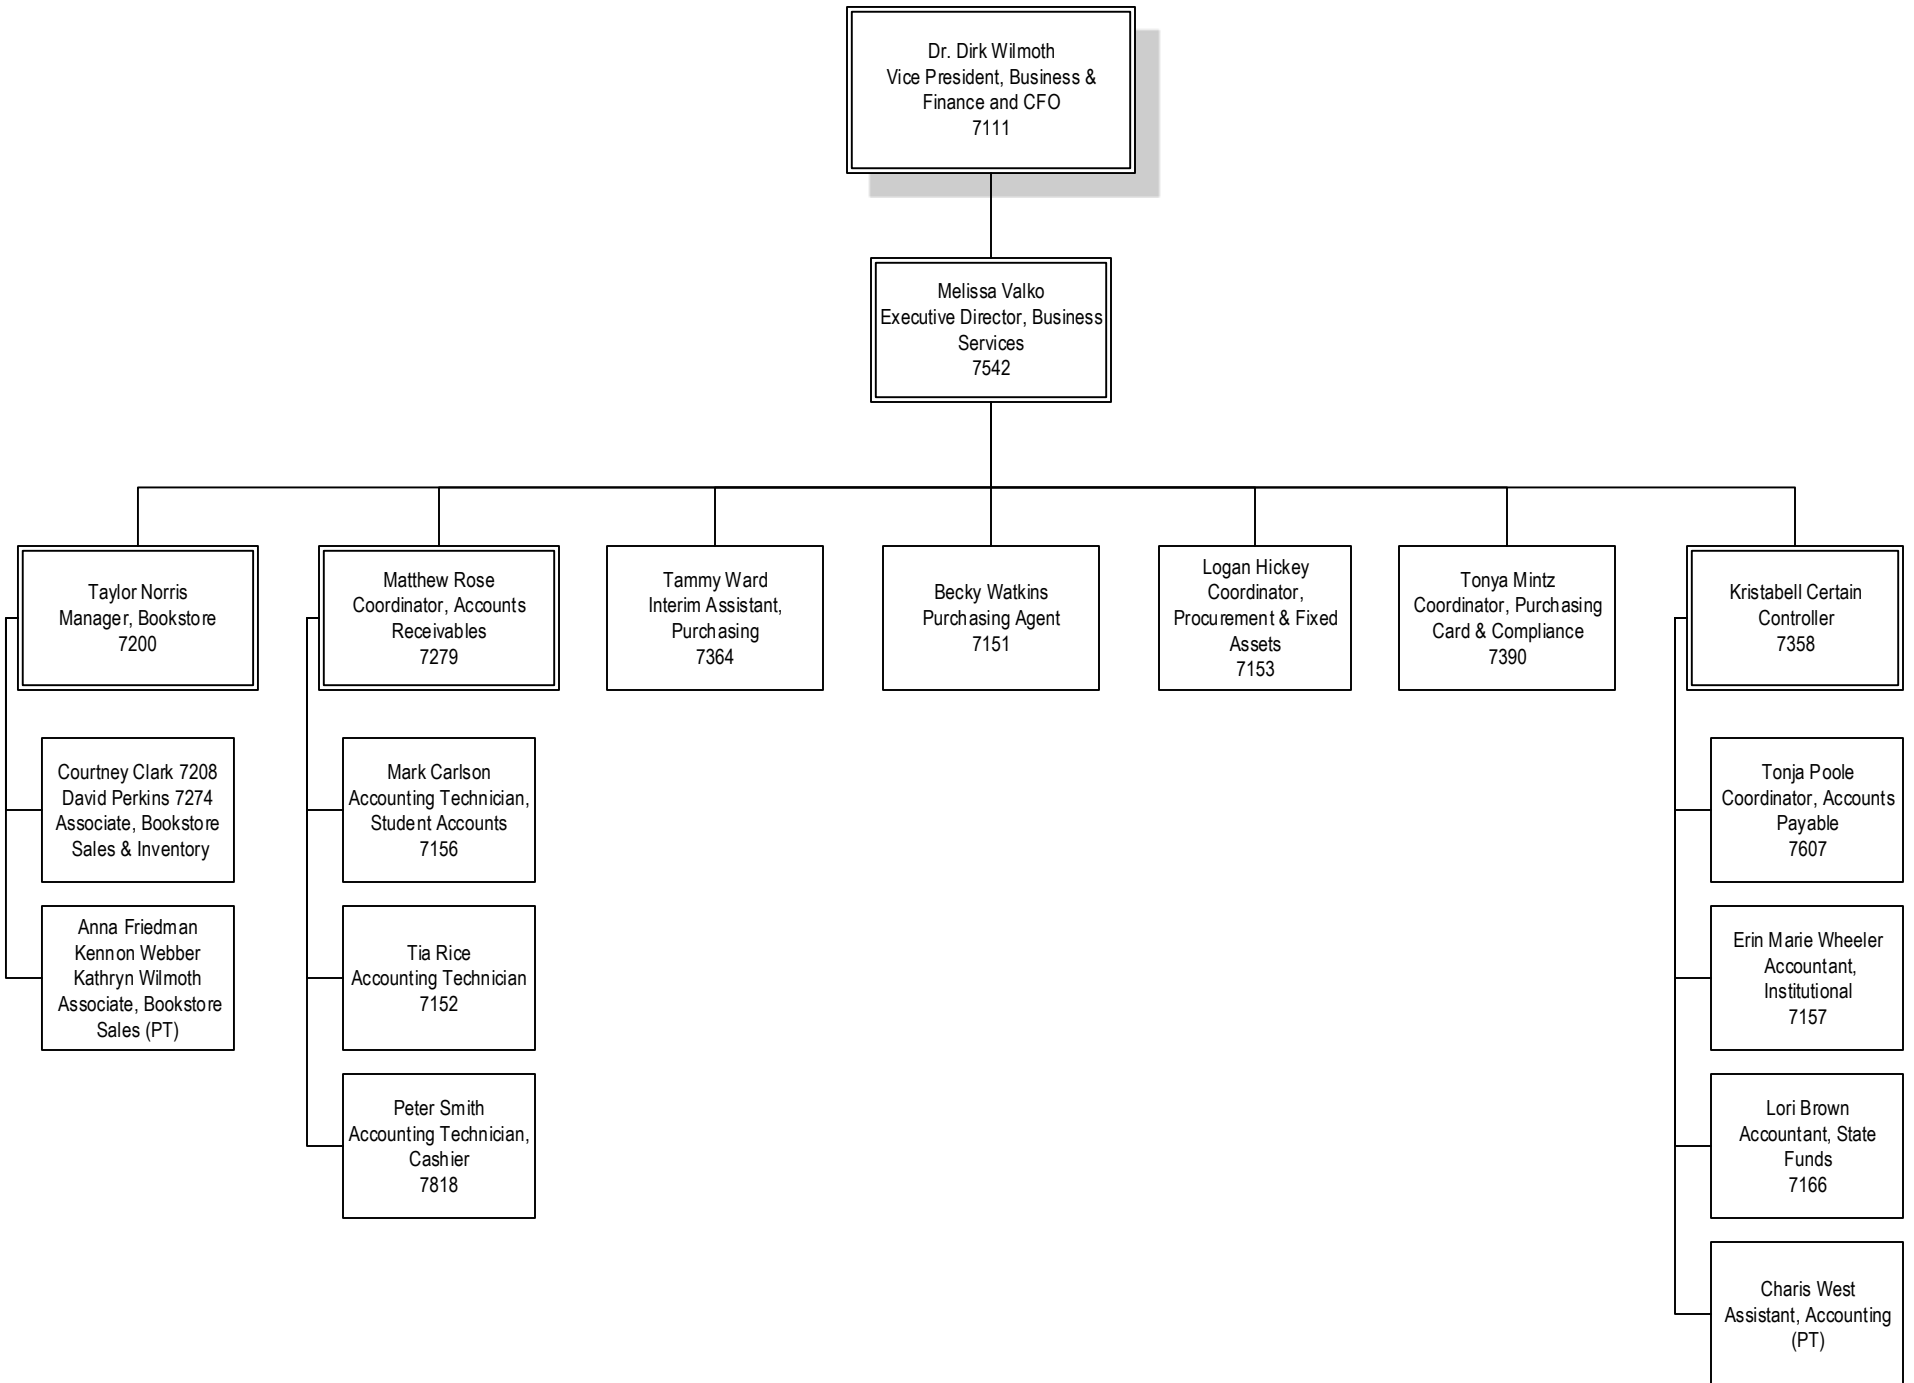 Dr. Dirk Wilmoth
Vice President, Business &
Finance and CFO
7111
Melissa Valko
Executive Director, Business
Services
7542
Taylor Norris
Manager, Bookstore
7200
Matthew Rose
Coordinator, Accounts
Receivables
7279
Tammy Ward
Interim Assistant,
Purchasing
7364
Becky Watkins
Purchasing Agent
7151
Logan Hickey
Coordinator,
Procurement & Fixed
Assets
7153
Tonya Mintz
Coordinator, Purchasing
Card & Compliance
7390
Kristabell Certain
Controller
7358
Courtney Clark 7208
David Perkins 7274
Associate, Bookstore
Sales & Inventory
Anna Friedman
Kennon Webber
Kathryn Wilmoth
Associate, Bookstore
Sales (PT)
Mark Carlson
Accounting Technician,
Student Accounts
7156
Tia Rice
Accounting Technician
7152
Peter Smith
Accounting Technician,
Cashier
7818
Tonja Poole
Coordinator, Accounts
Payable
7607
Erin Marie Wheeler
Accountant,
Institutional
7157
Lori Brown
Accountant, State
Funds
7166
Charis West
Assistant, Accounting
(PT)